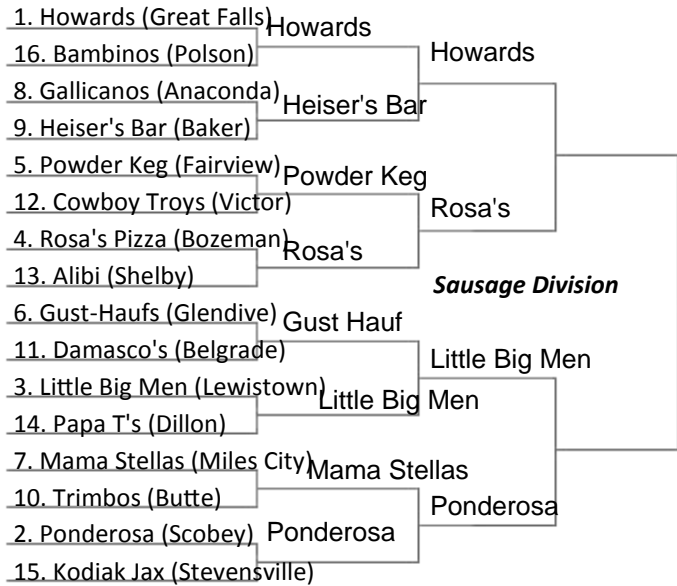 1. Howards (Great Falls)
16. Bambinos (Polson)
8. Gallicanos (Anaconda)
9. Heiser's Bar (Baker)
5. Powder Keg (Fairview)
12. Cowboy Troys (Victor)
4. Rosa's Pizza (Bozeman)
13. Alibi (Shelby)
6. Gust-Haufs (Glendive)
11. Damasco's (Belgrade)
3. Little Big Men (Lewistown)
14. Papa T's (Dillon)
7. Mama Stellas (Miles City)
10. Trimbos (Butte)
2. Ponderosa (Scobey)
15. Kodiak Jax (Stevensville)
Howards
Heiser's Bar
Powder Keg
Rosa's
Gust Hauf
Little Big Men
Mama Stellas
Ponderosa
Howards
Rosa's
Little Big Men
Ponderosa
Sausage Division